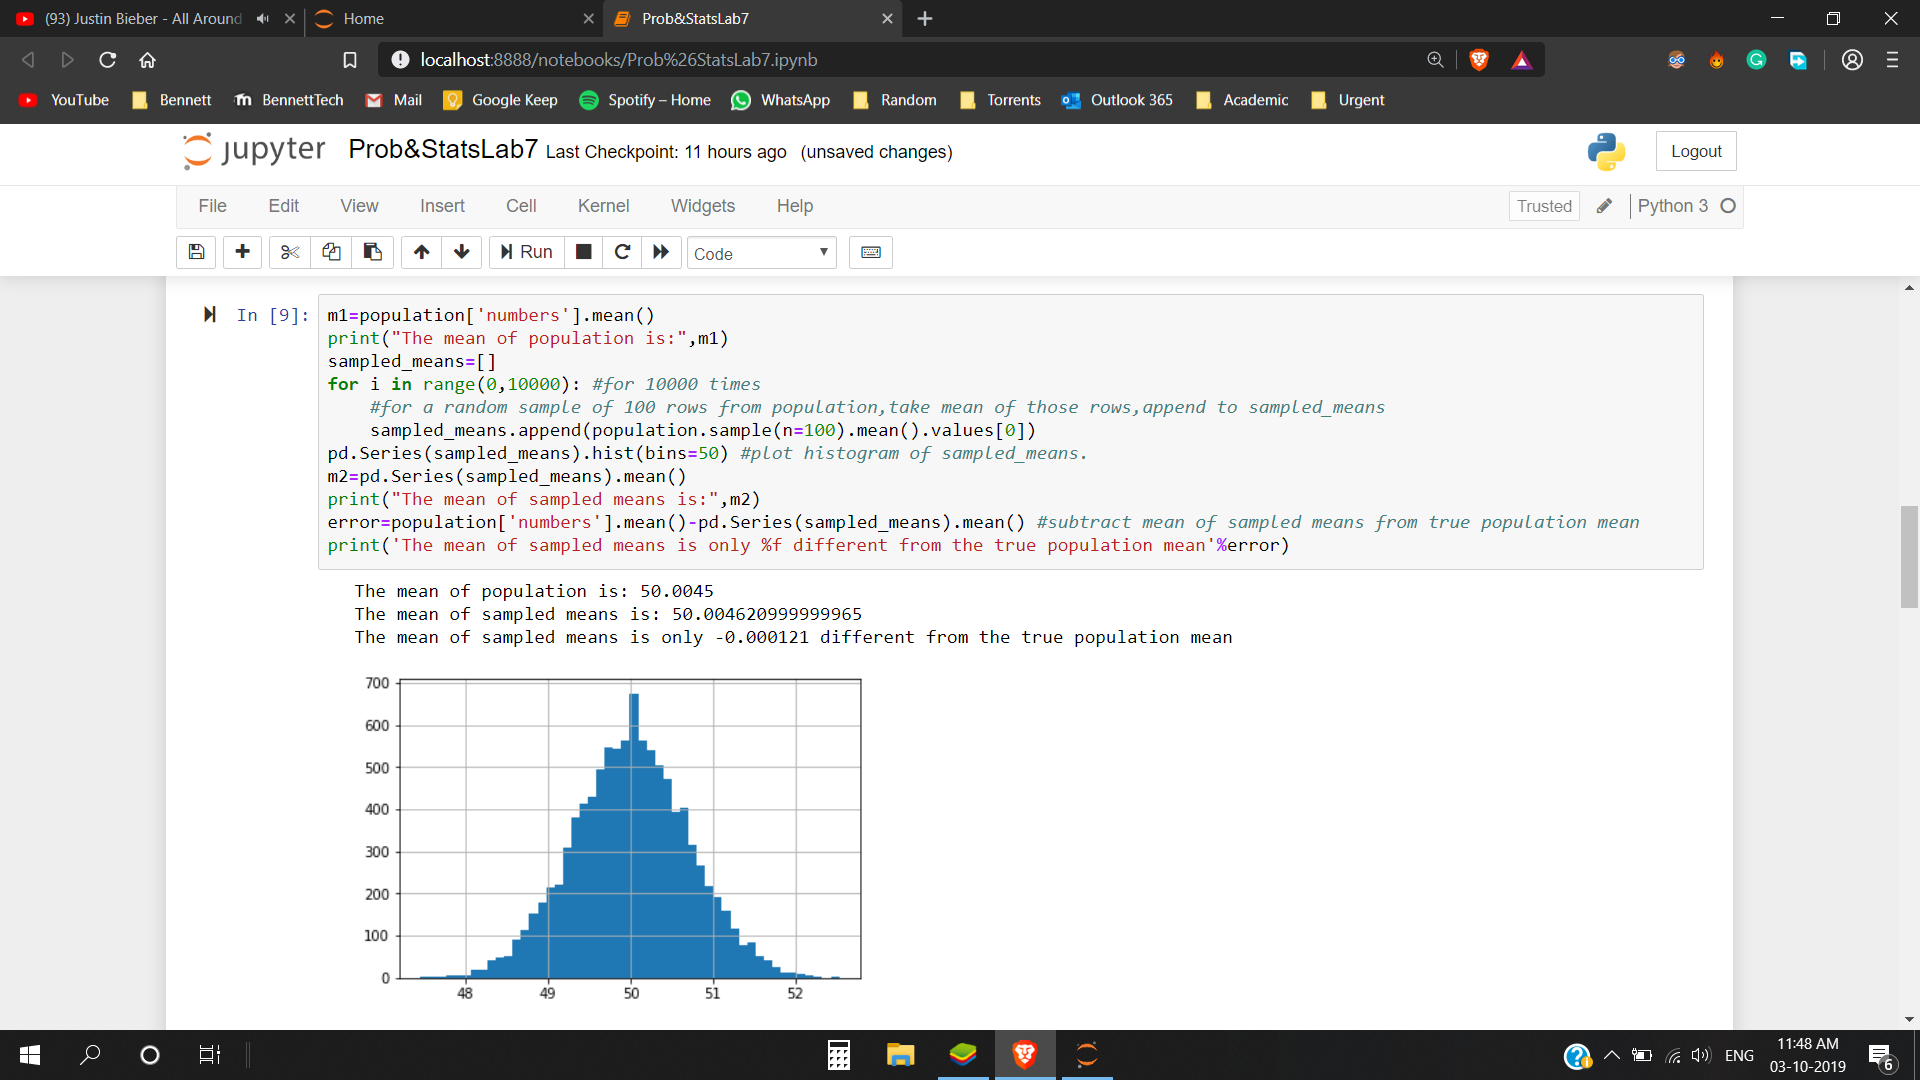 (93) Justin Bieber - All Around
Home
Prob&StatsLab7
localhost:8888/notebooks/Prob%26StatsLab7.ipynb
YouTube Bennett BennettTech Mail Google Keep Spotify – Home WhatsApp Random Torrents Outlook 365 Academic Urgent
jupyter Prob&StatsLab7 Last Checkpoint: 11 hours ago (unsaved changes)
Logout
File Edit View Insert Cell Kernel Widgets Help
Trusted Python 3
Run Code
In [9]:
m1=population['numbers'].mean()
print("The mean of population is:",m1)
sampled_means=[]
for i in range(0,10000): #for 10000 times
    #for a random sample of 100 rows from population,take mean of those rows,append to sampled_means
    sampled_means.append(population.sample(n=100).mean().values[0])
pd.Series(sampled_means).hist(bins=50) #plot histogram of sampled_means.
m2=pd.Series(sampled_means).mean()
print("The mean of sampled means is:",m2)
error=population['numbers'].mean()-pd.Series(sampled_means).mean() #subtract mean of sampled means from true population mean
print('The mean of sampled means is only %f different from the true population mean'%error)
The mean of population is: 50.0045
The mean of sampled means is: 50.004620999999965
The mean of sampled means is only -0.000121 different from the true population mean
700
600
500
400
300
200
100
0
48 49 50 51 52
ENG
11:48 AM
03-10-2019
6